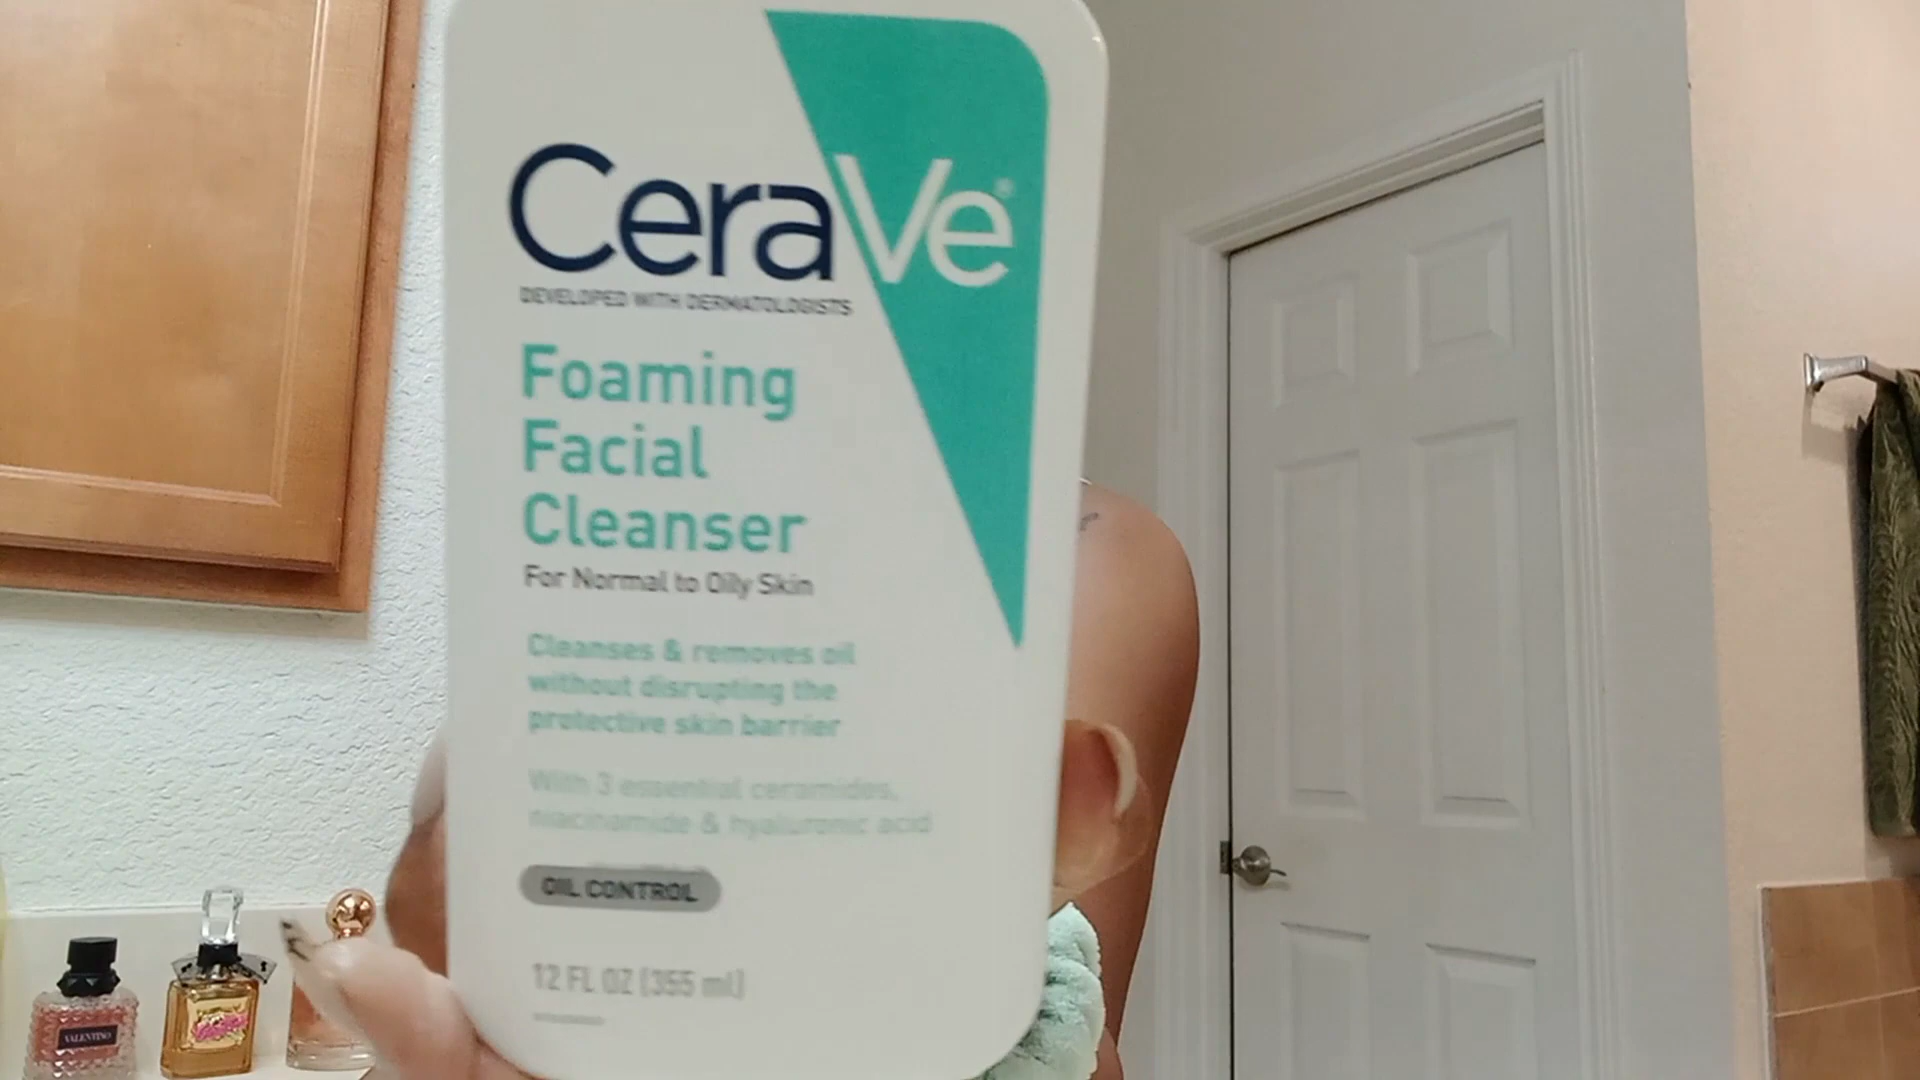 CeraVe®
DEVELOPED WITH DERMATOLOGISTS
Foaming
Facial
Cleanser
For Normal to Oily Skin
Cleanses & removes oil
without disrupting the
protective skin barrier
With 3 essential ceramides,
niacinamide & hyaluronic acid
OIL CONTROL
12 FL OZ (355 ml)
VALENTINO